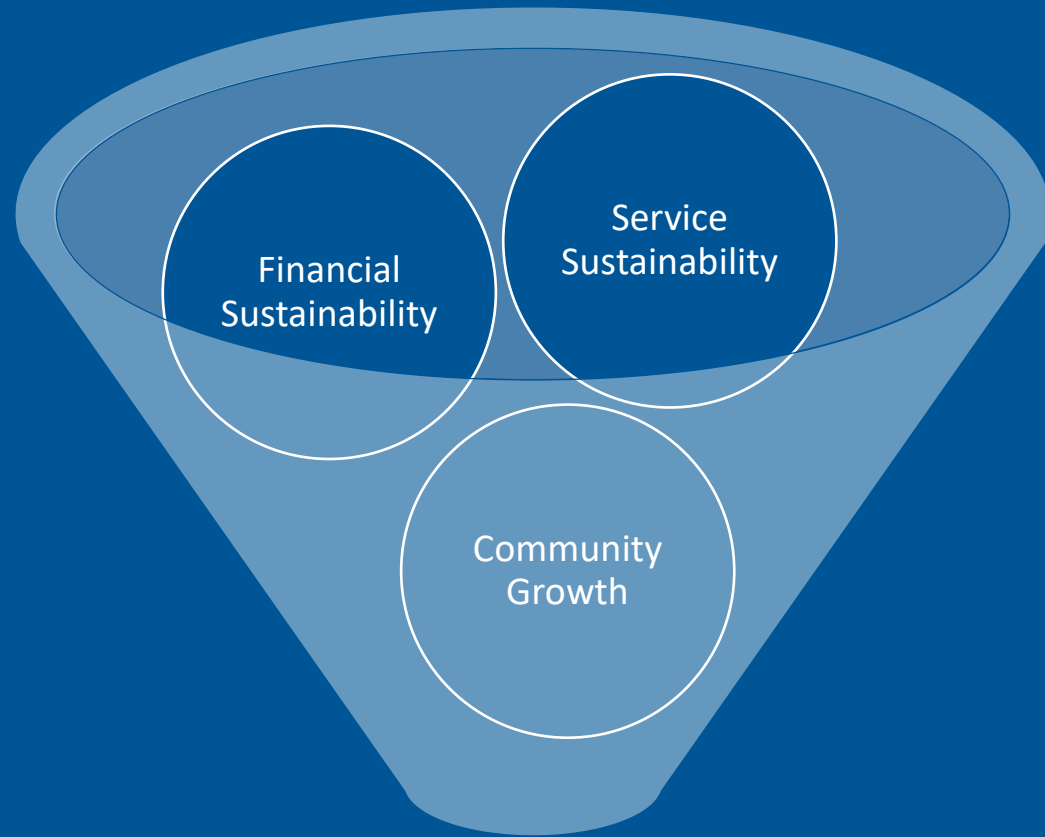 Financial
Sustainability
Service
Sustainability
Community
Growth